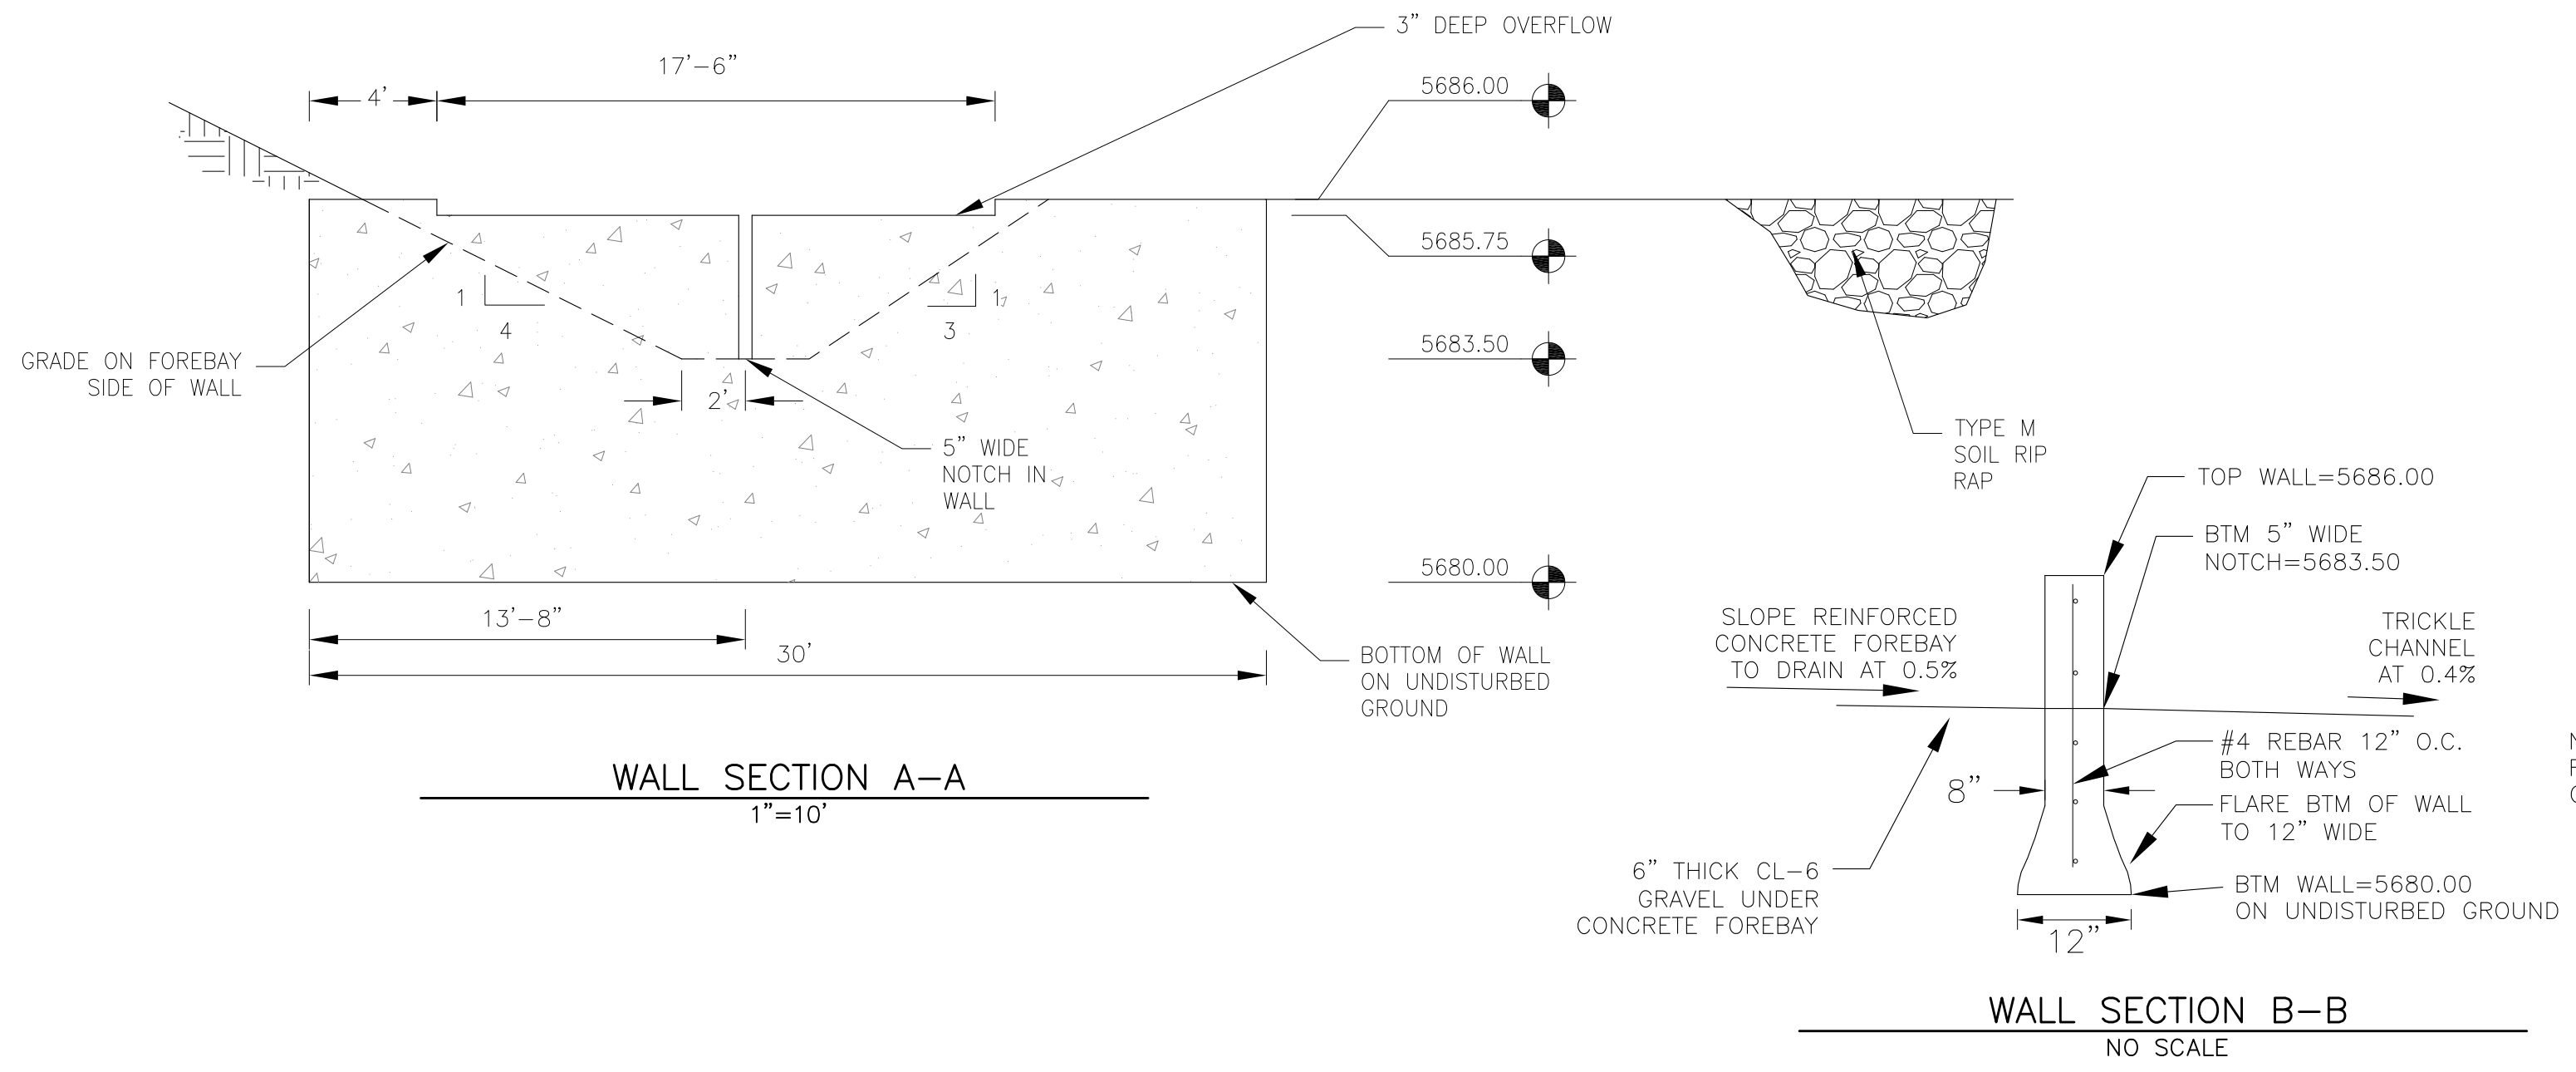 3” DEEP OVERFLOW
17’-6”
4’
5686.00
5685.75
1
4
1
3
5683.50
GRADE ON FOREBAY
SIDE OF WALL
2’
5” WIDE
NOTCH IN
WALL
TYPE M
SOIL RIP
RAP
5680.00
13’-8”
30’
BOTTOM OF WALL
ON UNDISTURBED
GROUND
WALL SECTION A-A
1”=10’
TOP WALL=5686.00
BTM 5” WIDE
NOTCH=5683.50
SLOPE REINFORCED
CONCRETE FOREBAY
TO DRAIN AT 0.5%
TRICKLE
CHANNEL
AT 0.4%
#4 REBAR 12” O.C.
BOTH WAYS
8”
FLARE BTM OF WALL
TO 12” WIDE
6” THICK CL-6
GRAVEL UNDER
CONCRETE FOREBAY
BTM WALL=5680.00
ON UNDISTURBED GROUND
12”
WALL SECTION B-B
NO SCALE